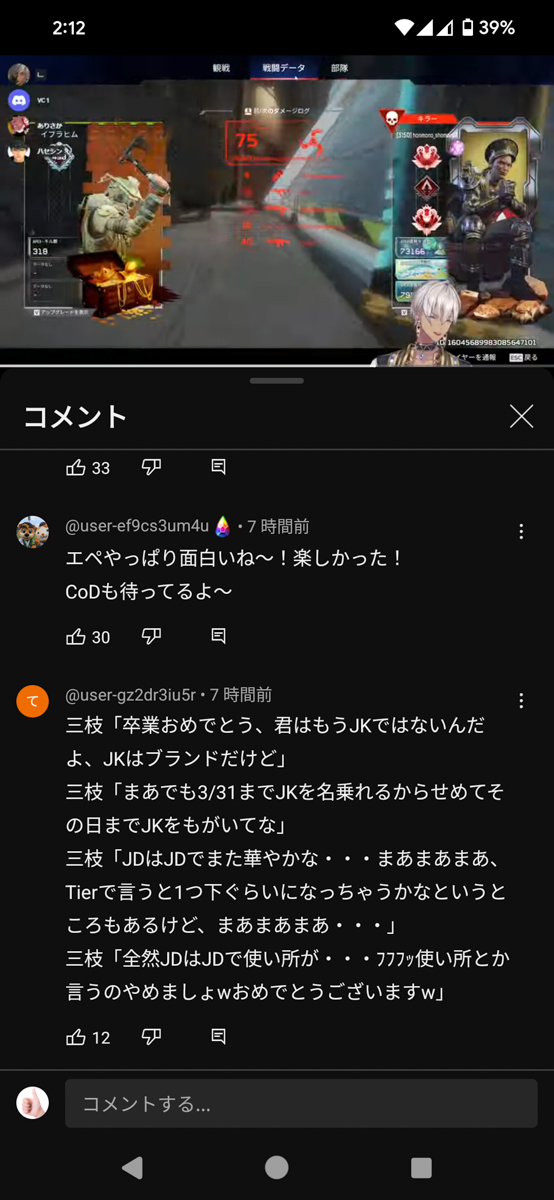 2:12
39%
観戦
戦闘データ
部隊
VC1
ありさか
イブラヒム
ハセシン
75
キラー
318
73166
ID:16045689983085647101
イヤーを通報
ESC 戻る
コメント
33
@user-ef9cs3um4u • 7 時間前
エペやっぱり面白いね〜！楽しかった！
CoDも待ってるよ〜
30
て
@user-gz2dr3iu5r • 7 時間前
三枝「卒業おめでとう、君はもうJKではないんだ
よ、JKはブランドだけど」
三枝「まあでも3/31までJKを名乗れるからせめてそ
の日までJKをもがいてな」
三枝「JDはJDでまた華やかな・・・まあまあまあ、
Tierで言うと1つ下ぐらいになっちゃうかなというと
ころもあるけど、まあまあまあ・・・」
三枝「全然JDはJDで使い所が・・・ﾌﾌﾌｯ使い所とか
言うのやめましょwおめでとうございますw」
12
コメントする...